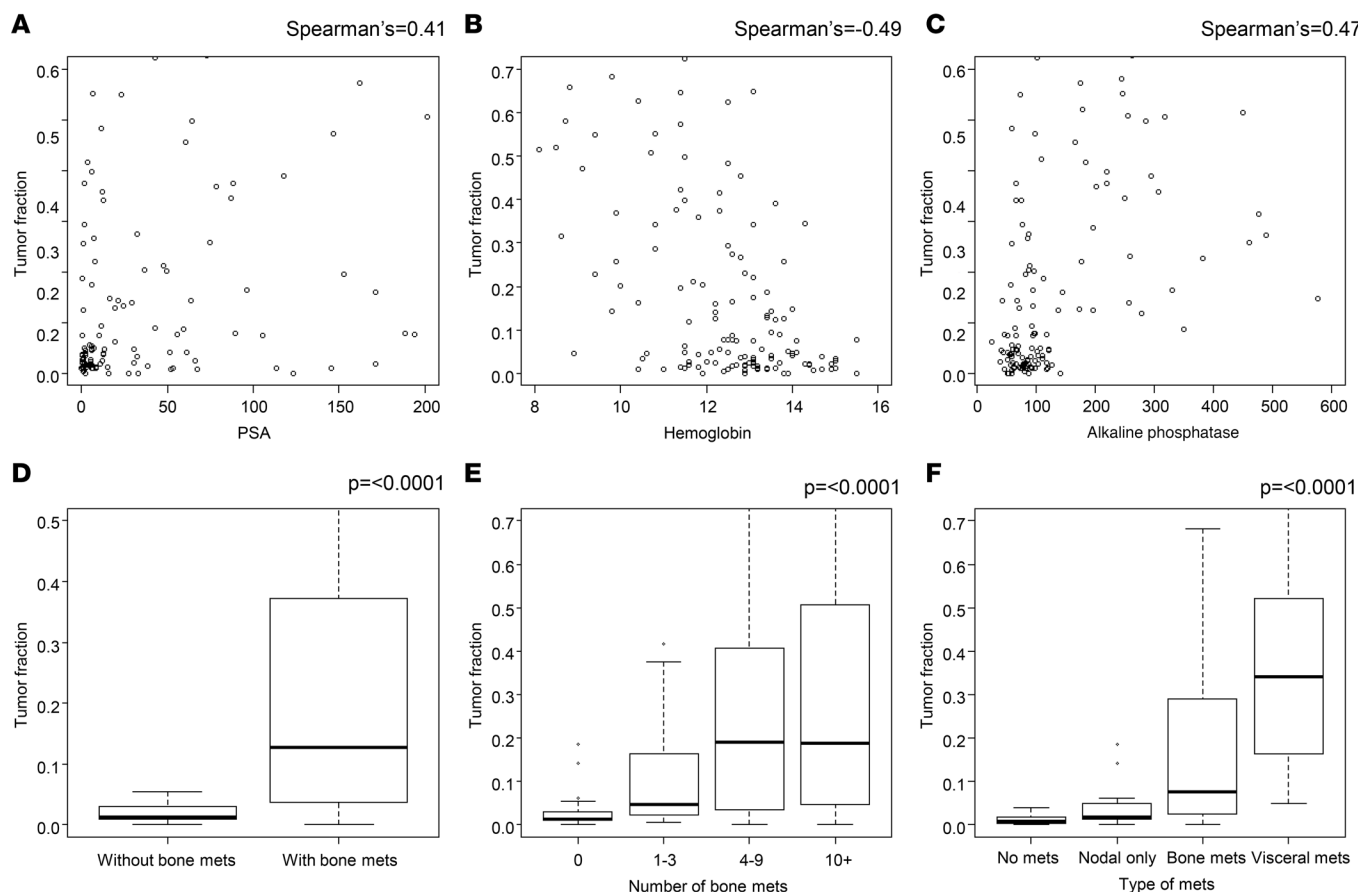 A
Spearman's=0.41
0.6
0.5
0.4
0.3
0.2
0.2
0.0
Tumor fraction
0
50
100
150
200
PSA
B
Spearman's=-0.49
0.7
0.6
0.5
0.4
0.3
0.2
0.1
0.0
Tumor fraction
8
10
12
14
16
Hemoglobin
C
Spearman's=0.47
0.6
0.5
0.4
0.3
0.2
0.2
0.0
Tumor fraction
0
100
200
300
400
500
600
Alkaline phosphatase
D
p=<0.0001
0.5
0.4
0.3
0.2
0.1
0.0
Tumor fraction
Without bone mets
With bone mets
E
p=<0.0001
0.7
0.6
0.5
0.4
0.3
0.2
0.1
0.0
Tumor fraction
0
1-3
4-9
10+
Number of bone mets
F
p=<0.0001
0.7
0.6
0.5
0.4
0.3
0.2
0.1
0.0
Tumor fraction
No mets
Nodal only
Bone mets
Visceral mets
Type of mets